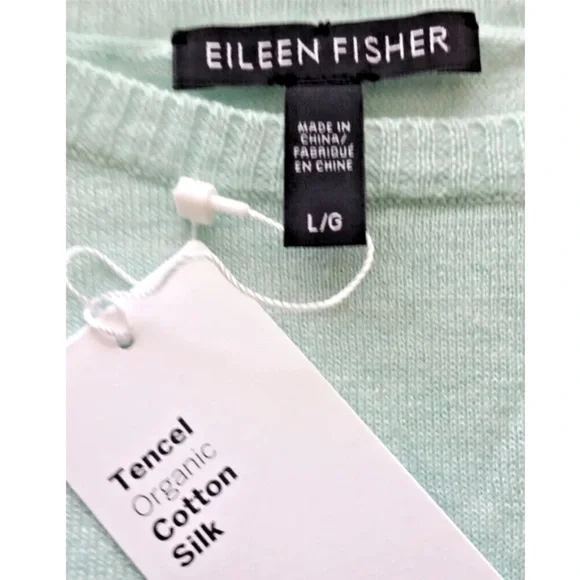 EILEEN FISHER
MADE IN
CHINA/
FABRIQUÉ
EN CHINE
L/G
Tencel
Organic
Cotton
Silk